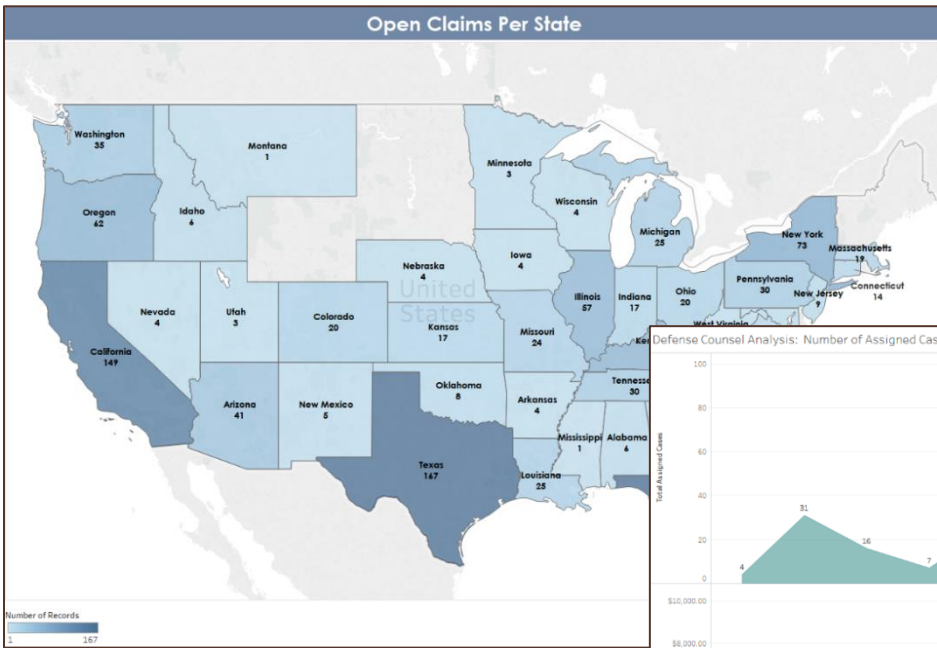 Open Claims Per State
Washington
35
Montana
1
Minnesota
3
Oregon
62
Idaho
6
Wisconsin
4
Michigan
25
New York
73
Massachusetts
19
Connecticut
14
Nebraska
4
Iowa
4
Pennsylvania
30
New Jersey
9
Nevada
4
Utah
3
Colorado
20
United
States
Kansas
17
Illinois
57
Indiana
17
Ohio
20
Missouri
24
California
149
Arizona
41
New Mexico
5
Oklahoma
8
Arkansas
4
Tennesse
30
Mississippi
1
Alabama
6
Texas
167
Louisiana
25
Number of Records
1 167
Defense Counsel Analysis: Number of Assigned Cas
Total Assigned Cases
100
80
60
40
20
0
4
31
16
7
$10,000.00
$8,000.00